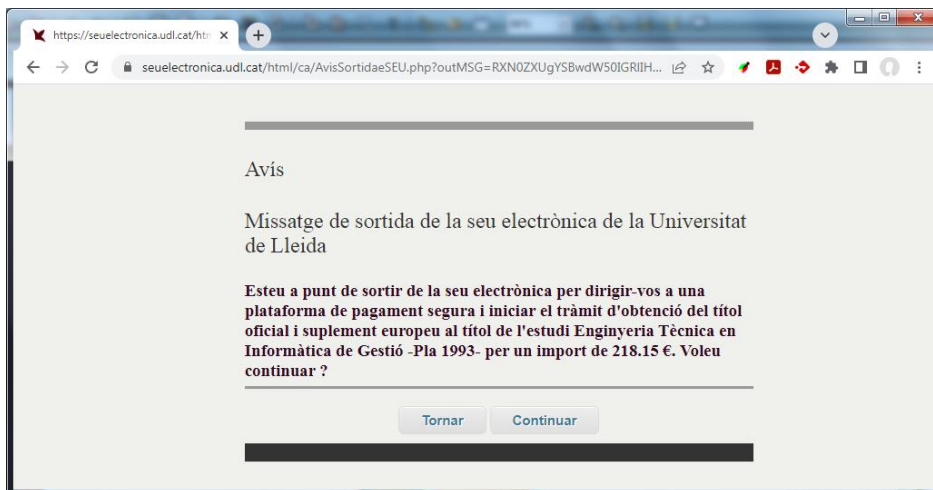 https://seuelectronica.udl.cat/htm
seuelectronica.udl.cat/html/ca/AvisSortidaeSEU.php?outMSG=RXN0ZXUgYSBwdW50IGRlIH...
Avís
Missatge de sortida de la seu electrònica de la Universitat
de Lleida
Esteu a punt de sortir de la seu electrònica per dirigir-vos a una
plataforma de pagament segura i iniciar el tràmit d'obtenció del títol
oficial i suplement europeu al títol de l'estudi Enginyeria Tècnica en
Informàtica de Gestió -Pla 1993- per un import de 218.15 €. Voleu
continuar ?
Tornar Continuar